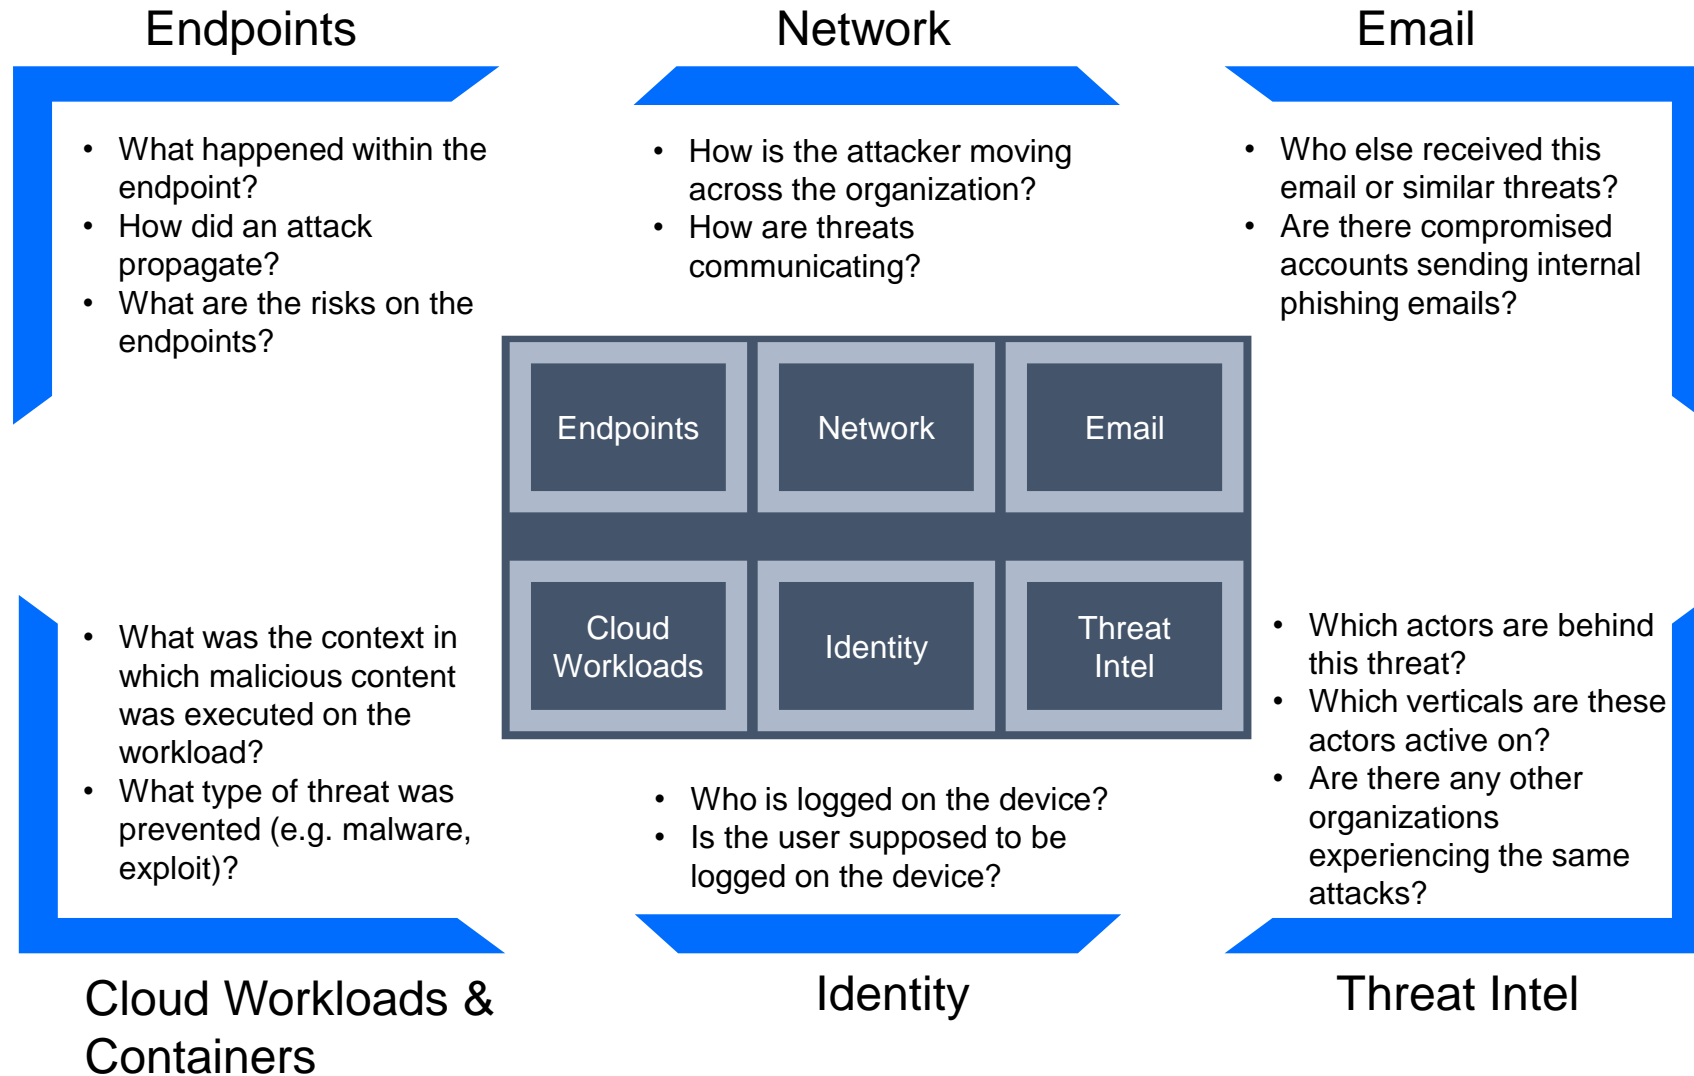 Endpoints
Network
Email
• What happened within the
endpoint?
• How did an attack
propagate?
• What are the risks on the
endpoints?
• How is the attacker moving
across the organization?
• How are threats
communicating?
• Who else received this
email or similar threats?
• Are there compromised
accounts sending internal
phishing emails?
Endpoints
Network
Email
Cloud
Workloads
Identity
Threat
Intel
• What was the context in
which malicious content
was executed on the
workload?
• What type of threat was
prevented (e.g. malware,
exploit)?
• Who is logged on the device?
• Is the user supposed to be
logged on the device?
• Which actors are behind
this threat?
• Which verticals are these
actors active on?
• Are there any other
organizations
experiencing the same
attacks?
Cloud Workloads &
Containers
Identity
Threat Intel